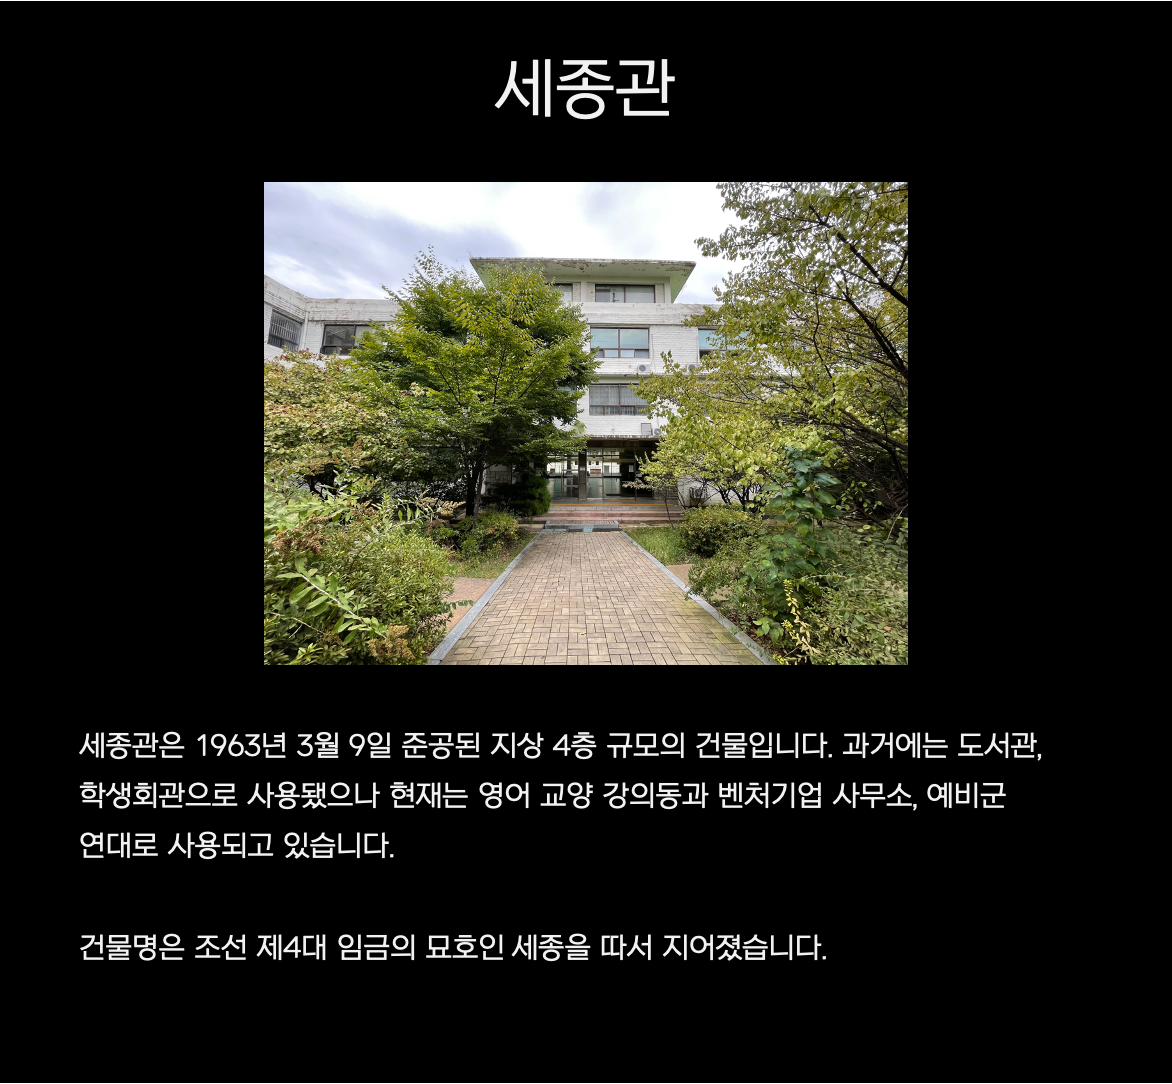 세종관
세종관은 1963년 3월 9일 준공된 지상 4층 규모의 건물입니다. 과거에는 도서관,
학생회관으로 사용됐으나 현재는 영어 교양 강의동과 벤처기업 사무소, 예비군
연대로 사용되고 있습니다.
건물명은 조선 제4대 임금의 묘호인 세종을 따서 지어졌습니다.